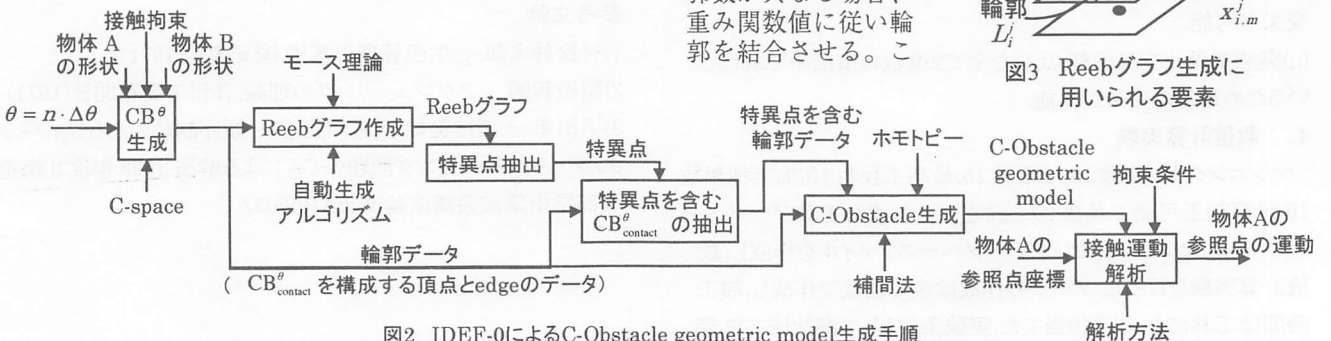 接触拘束
物体 A の形状
物体 B の形状
θ = n・Δθ
CB^θ 生成
C-space
モース理論
Reebグラフ作成
自動生成
アルゴリズム
Reebグラフ
特異点抽出
特異点
特異点を含む
CB^θ_contact の抽出
輪郭データ
( CB^θ_contact を構成する頂点とedgeのデータ)
特異点を含む
輪郭データ
ホモトピー
C-Obstacle生成
補間法
C-Obstacle
geometric
model
拘束条件
物体Aの
参照点座標
接触運動
解析
物体Aの
参照点の運動
解析方法
図2 IDEF-0によるC-Obstacle geometric model生成手順
重み関数値に従い輪
郭を結合させる。こ
輪郭
L^j_i
x^j_{i,m}
図3 Reebグラフ生成に
用いられる要素